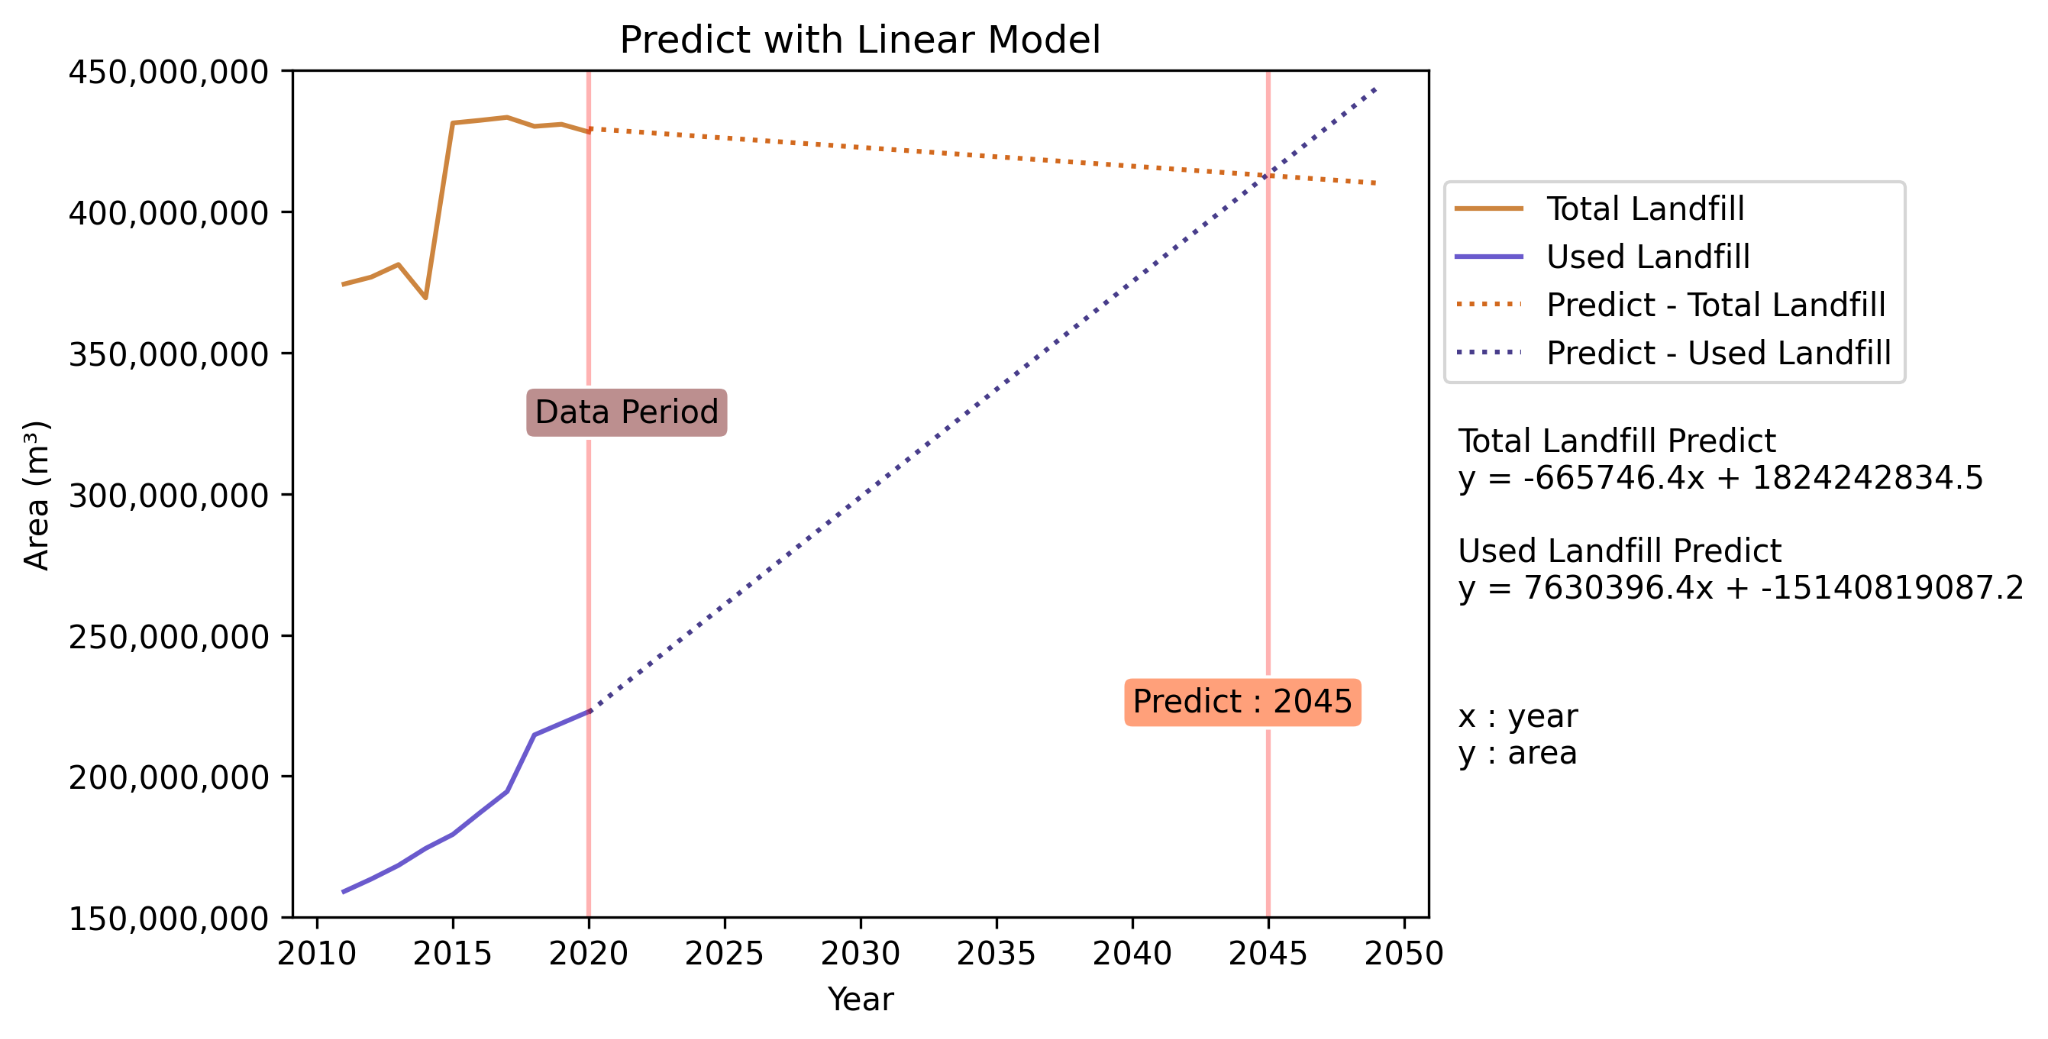 Predict with Linear Model
450,000,000
400,000,000
350,000,000
300,000,000
250,000,000
200,000,000
150,000,000
Area (m³)
2010 2015 2020 2025 2030 2035 2040 2045 2050
Year
Data Period
Predict : 2045
Total Landfill
Used Landfill
Predict - Total Landfill
Predict - Used Landfill
Total Landfill Predict
y = -665746.4x + 1824242834.5
Used Landfill Predict
y = 7630396.4x + -15140819087.2
x : year
y : area